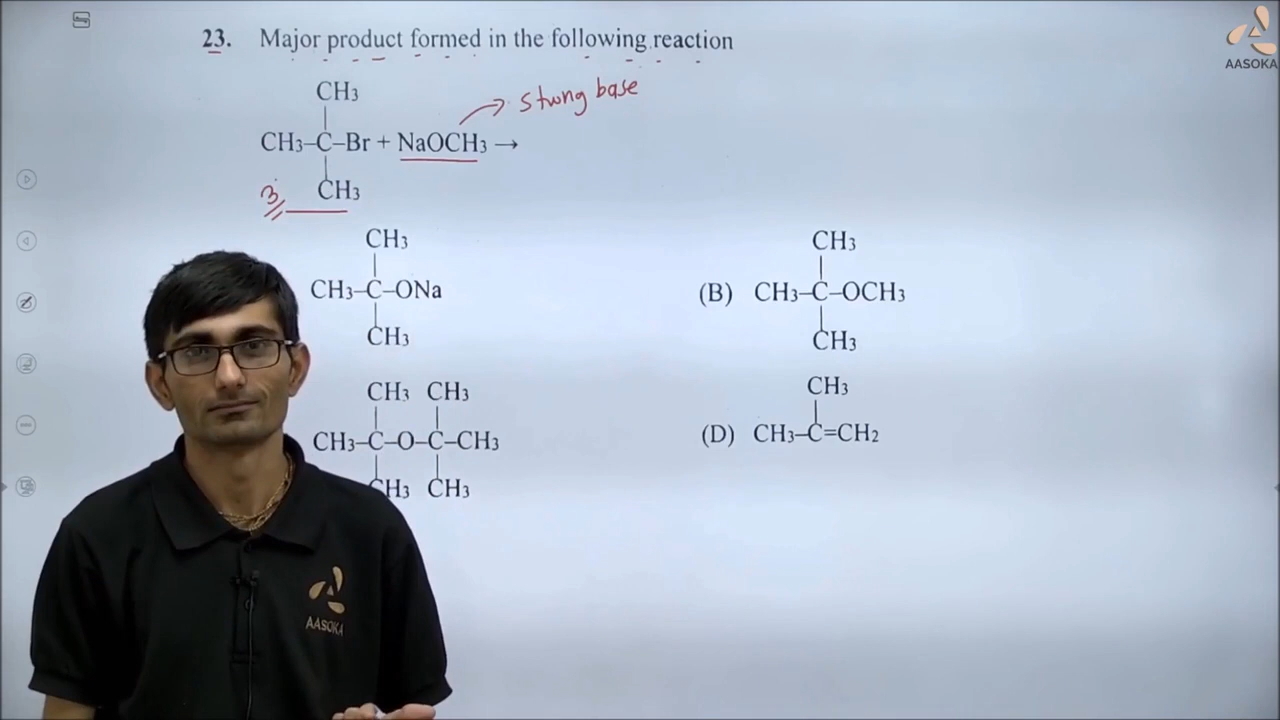 AASOKA
23. Major product formed in the following reaction
CH3
CH3–C–Br + NaOCH3 → strong base
3° CH3
CH3
CH3–C–ONa
CH3
(B) CH3
CH3–C–OCH3
CH3
CH3 CH3
CH3–C–O–C–CH3
CH3 CH3
CH3
(D) CH3–C=CH2
AASOKA